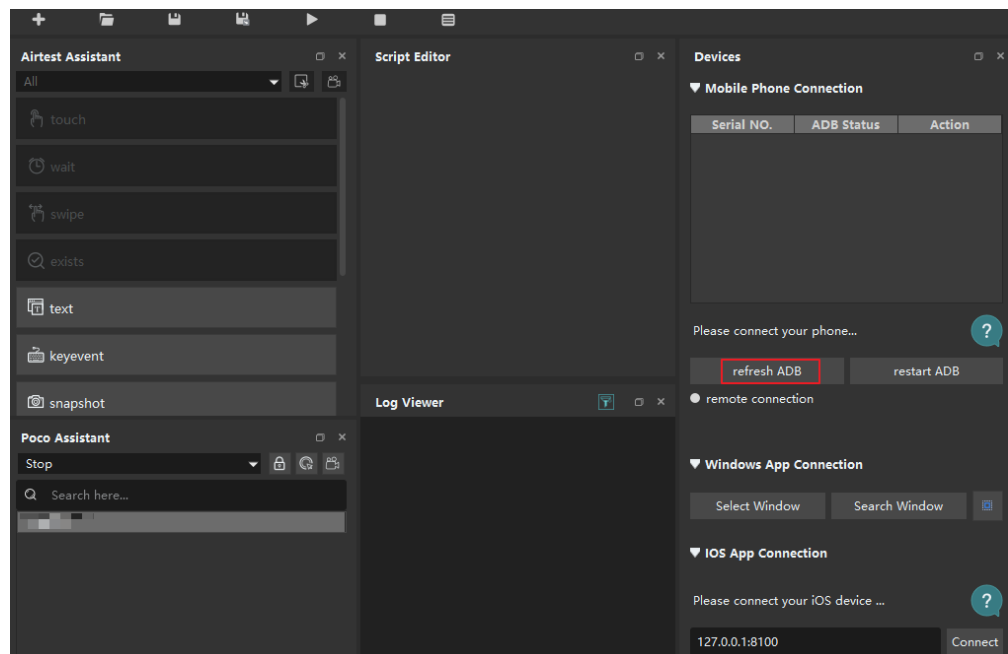 Airtest Assistant
All
touch
wait
swipe
exists
text
keyevent
snapshot
Poco Assistant
Stop
Search here...
Script Editor
Log Viewer
Devices
Mobile Phone Connection
Serial NO. ADB Status Action
Please connect your phone...
?
refresh ADB restart ADB
remote connection
Windows App Connection
Select Window Search Window
IOS App Connection
Please connect your iOS device ...
?
127.0.0.1:8100 Connect